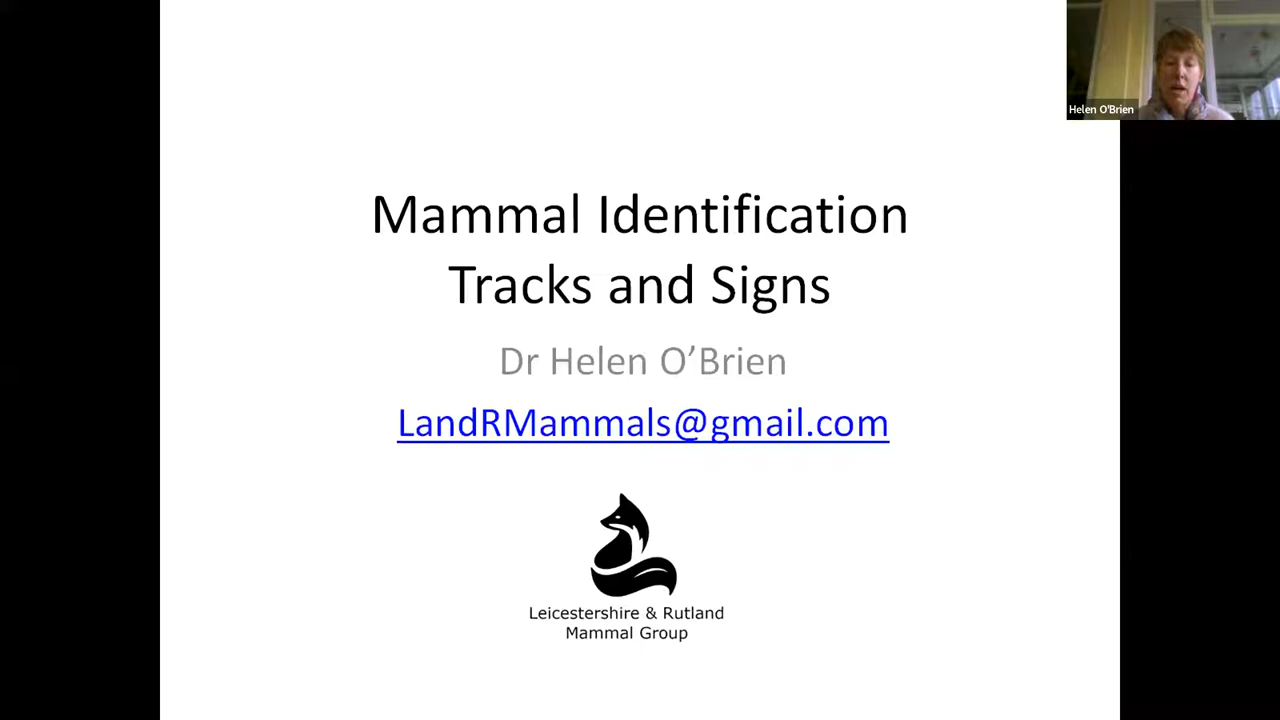 Helen O'Brien
Mammal Identification
Tracks and Signs
Dr Helen O’Brien
LandRMammals@gmail.com
Leicestershire & Rutland
Mammal Group